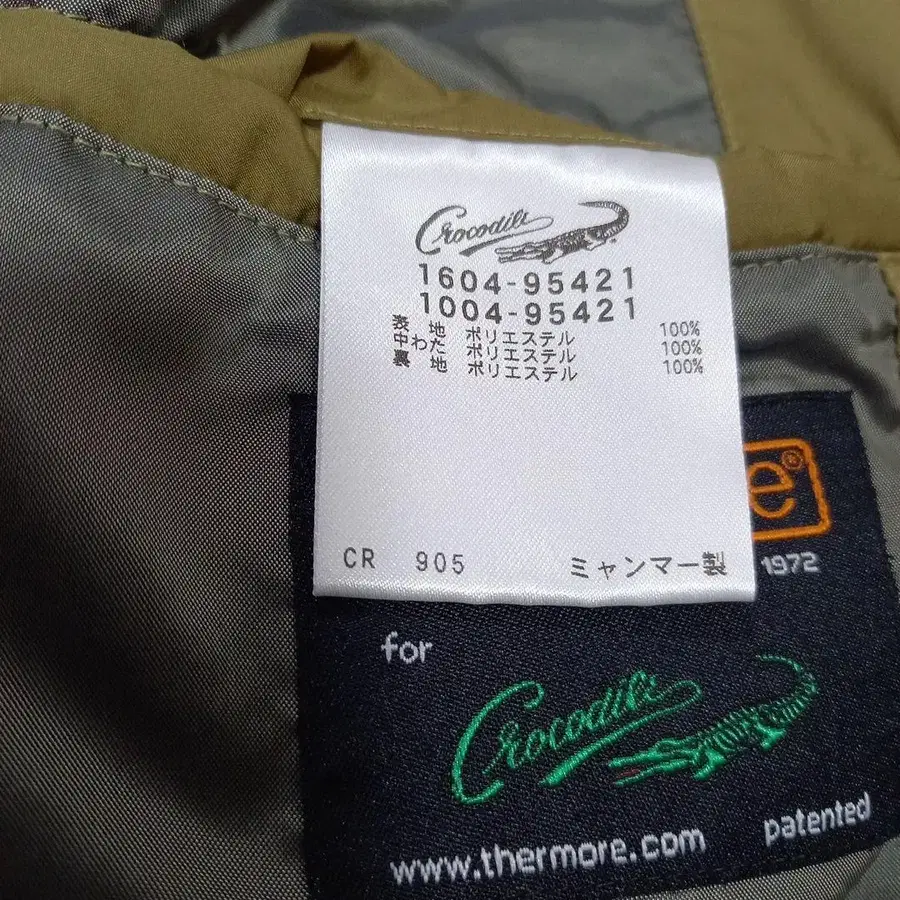 Crocodile
1604-95421
1004-95421
表 地 ポリエステル 100%
中わた ポリエステル 100%
裏 地 ポリエステル 100%
CR 905 ミャンマー製
e®
1972
for
Crocodile
www.thermore.com patented